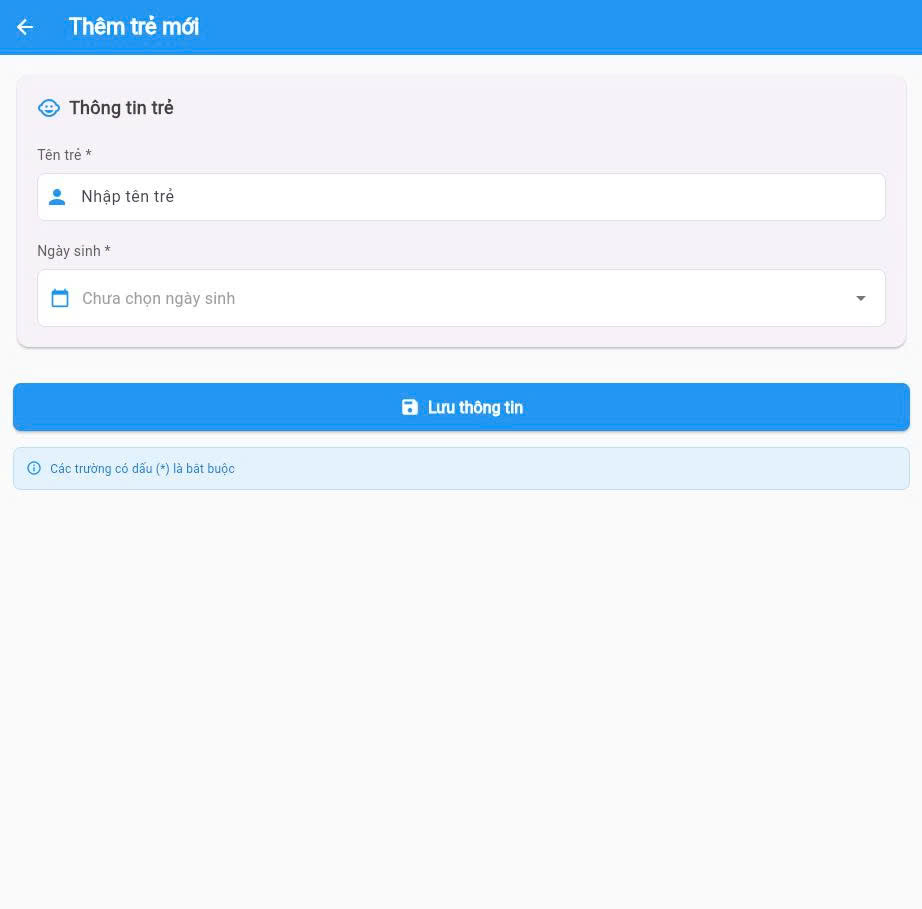 Thêm trẻ mới
Thông tin trẻ
Tên trẻ *
Nhập tên trẻ
Ngày sinh *
Chưa chọn ngày sinh
Lưu thông tin
Các trường có dấu (*) là bắt buộc